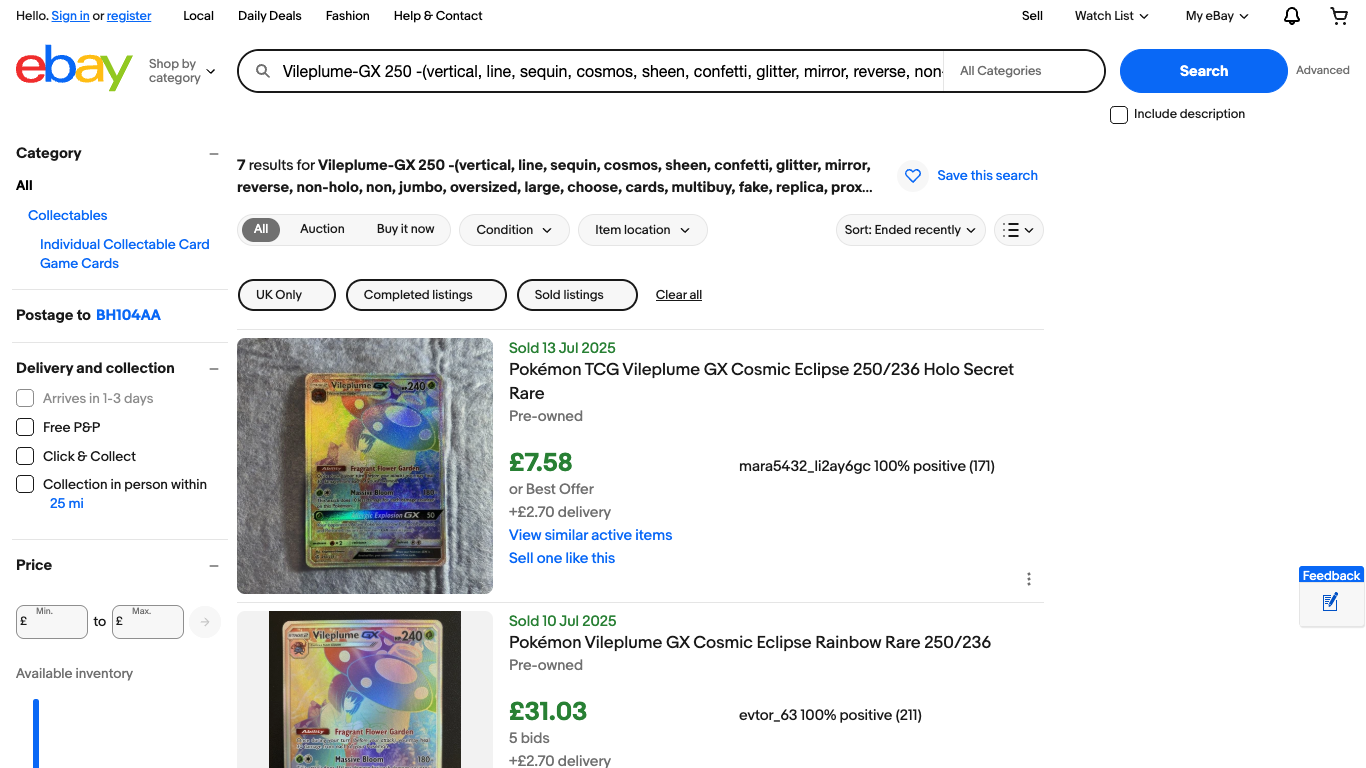 Hello. Sign in or register
Local
Daily Deals
Fashion
Help & Contact
Sell
Watch List
My eBay
ebay
Shop by category
Vileplume-GX 250 -(vertical, line, sequin, cosmos, sheen, confetti, glitter, mirror, reverse, non-
All Categories
Search
Advanced
Include description
Category
All
Collectables
Individual Collectable Card
Game Cards
Postage to BH104AA
Delivery and collection
Arrives in 1-3 days
Free P&P
Click & Collect
Collection in person within
25 mi
Price
Min.
£
to
Max.
£
Available inventory
7 results for Vileplume-GX 250 -(vertical, line, sequin, cosmos, sheen, confetti, glitter, mirror,
reverse, non-holo, non, jumbo, oversized, large, choose, cards, multibuy, fake, replica, prox...
Save this search
All
Auction
Buy it now
Condition
Item location
Sort: Ended recently
UK Only
Completed listings
Sold listings
Clear all
Vileplume GX 240
Ability Fragrant Flower Garden
Massive Bloom 180-
Explosion GX 50
Sold 13 Jul 2025
Pokémon TCG Vileplume GX Cosmic Eclipse 250/236 Holo Secret
Rare
Pre-owned
£7.58
or Best Offer
+£2.70 delivery
View similar active items
Sell one like this
mara5432_li2ay6gc 100% positive (171)
Vileplume GX 240
Ability Fragrant Flower Garden
Massive Bloom 180-
Sold 10 Jul 2025
Pokémon Vileplume GX Cosmic Eclipse Rainbow Rare 250/236
Pre-owned
£31.03
5 bids
+£2.70 delivery
evtor_63 100% positive (211)
Feedback